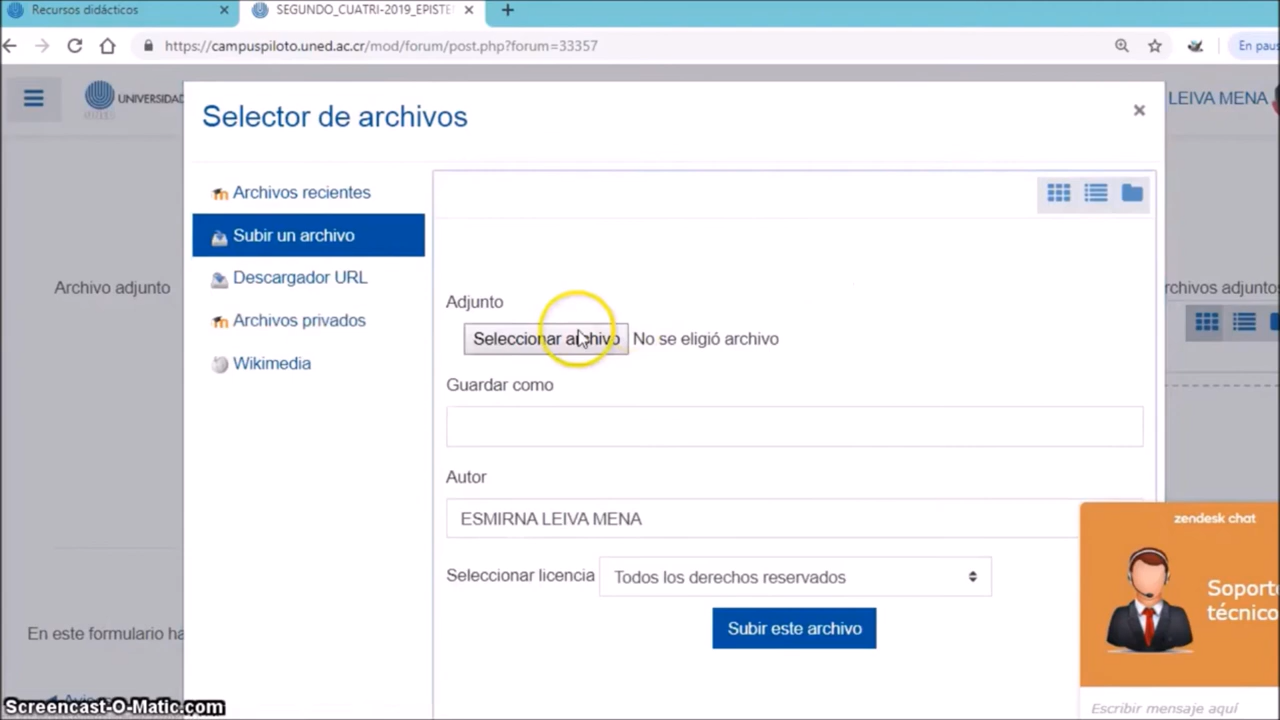 Recursos didácticos
SEGUNDO_CUATRI-2019_EPISTE
https://campuspiloto.uned.ac.cr/mod/forum/post.php?forum=33357
En paus
UNIVERSIDAD
LEIVA MENA
Selector de archivos
Archivos recientes
Subir un archivo
Descargador URL
Archivos privados
Wikimedia
Archivo adjunto
rchivos adjuntos
Adjunto
Seleccionar archivo No se eligió archivo
Guardar como
Autor
ESMIRNA LEIVA MENA
Seleccionar licencia Todos los derechos reservados
Subir este archivo
zendesk chat
Soporte
técnico
Escribir mensaje aquí
En este formulario ha
Screencast-O-Matic.com